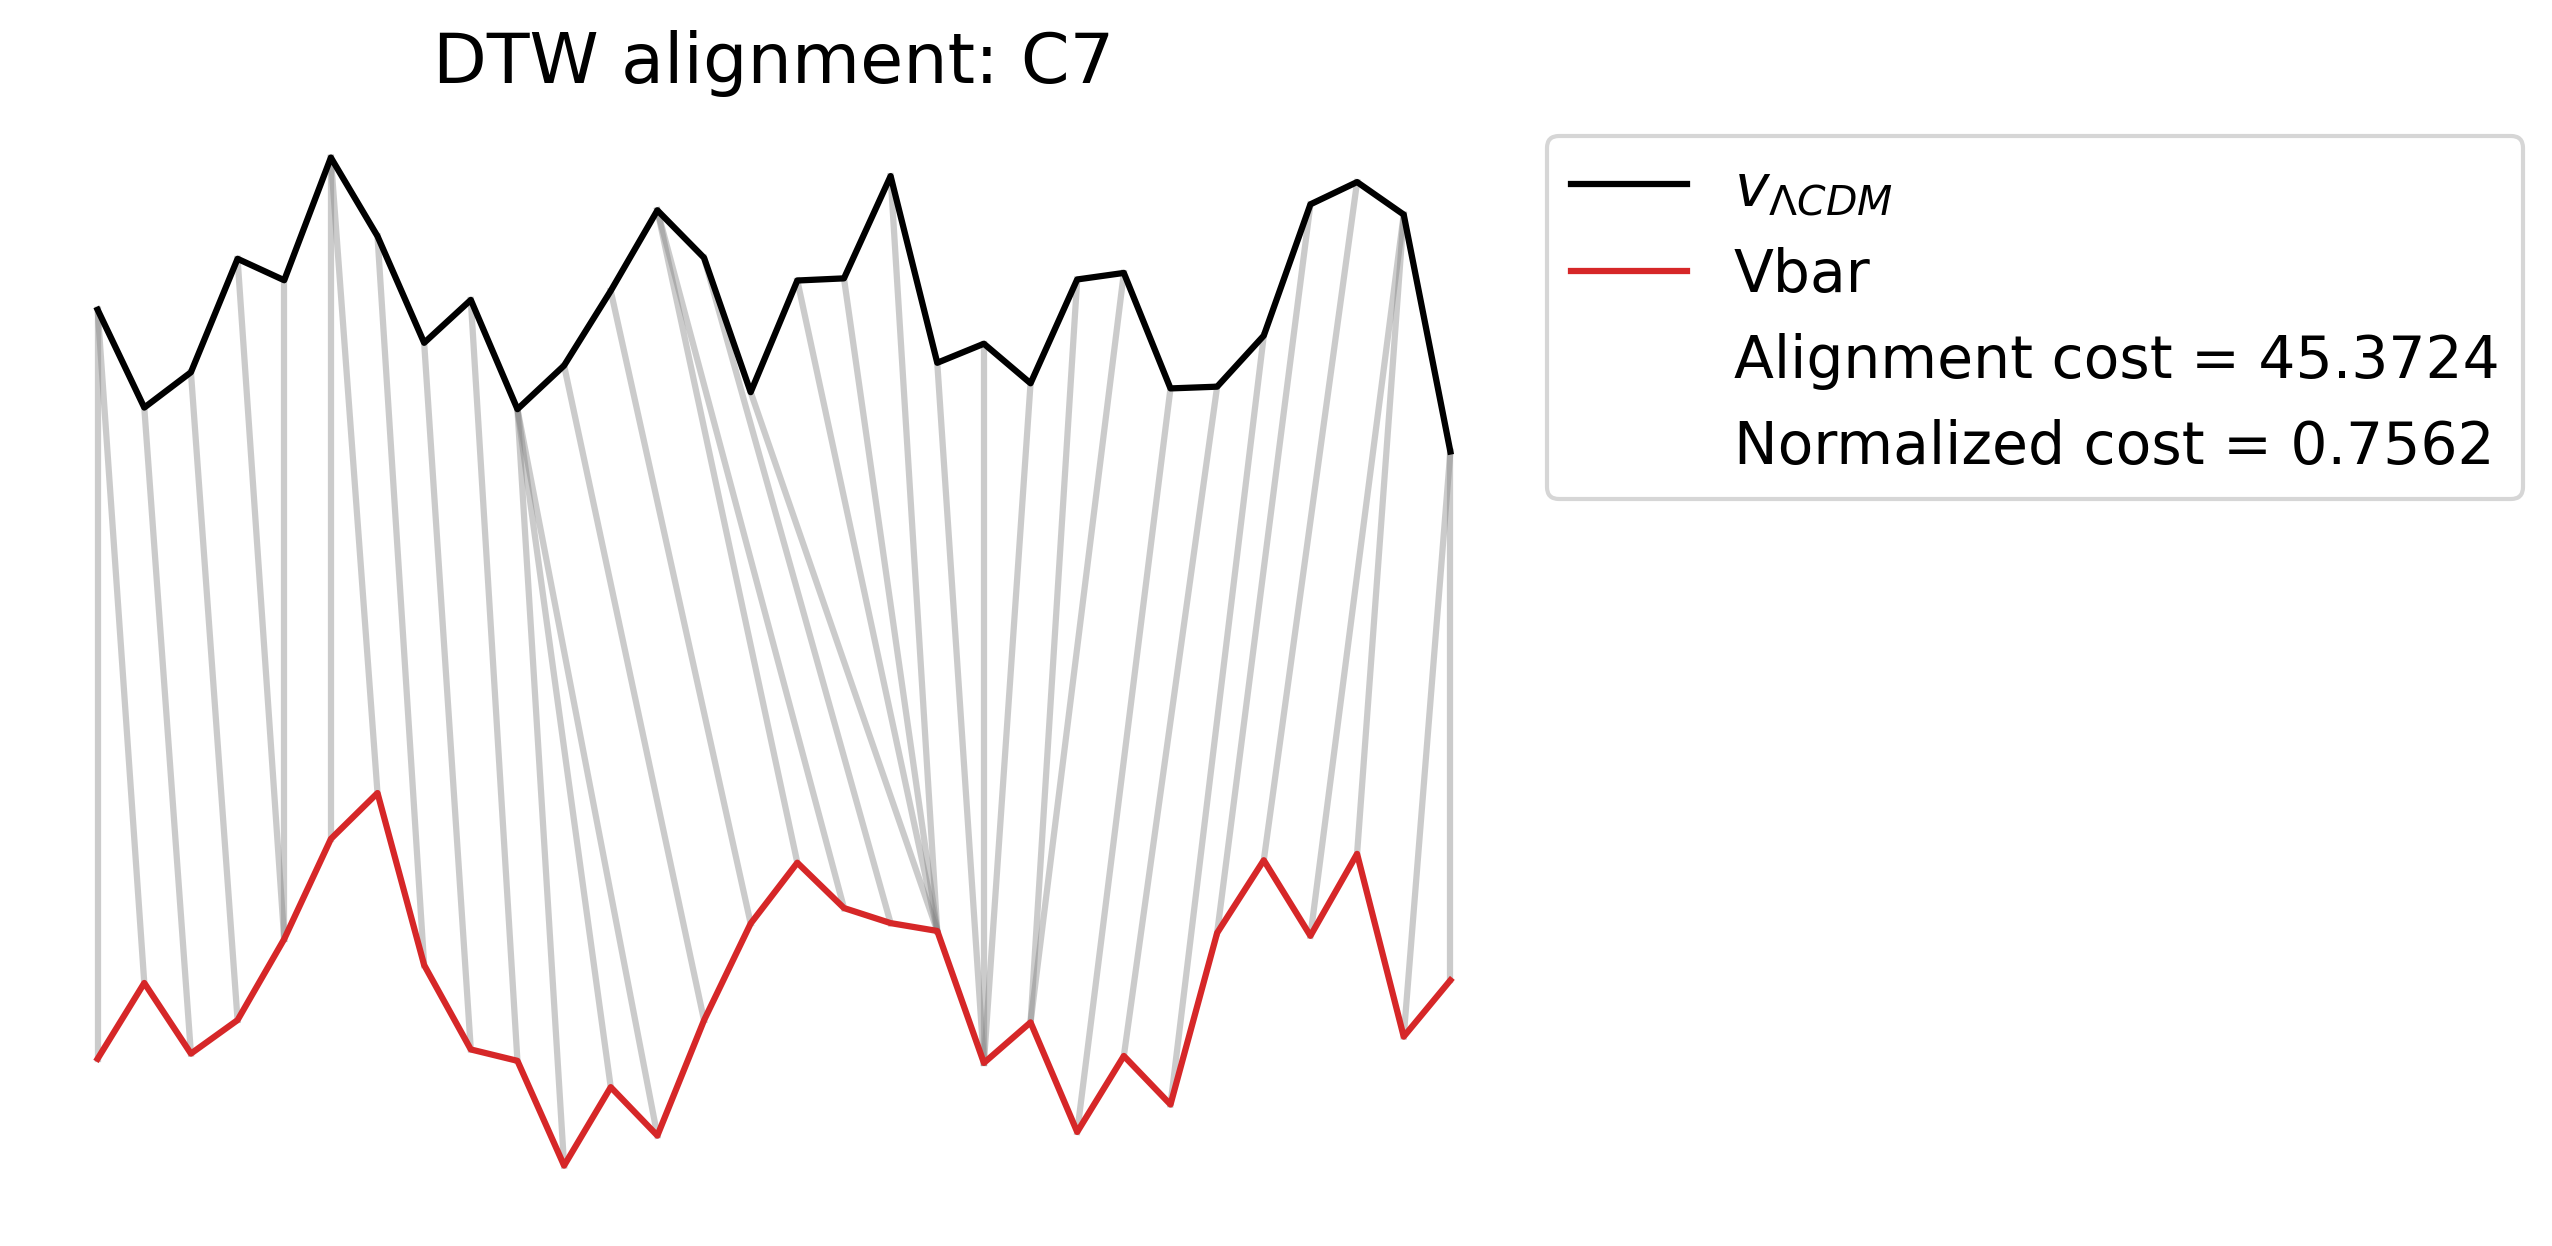 DTW alignment: C7
v_ΛCDM
Vbar
Alignment cost = 45.3724
Normalized cost = 0.7562